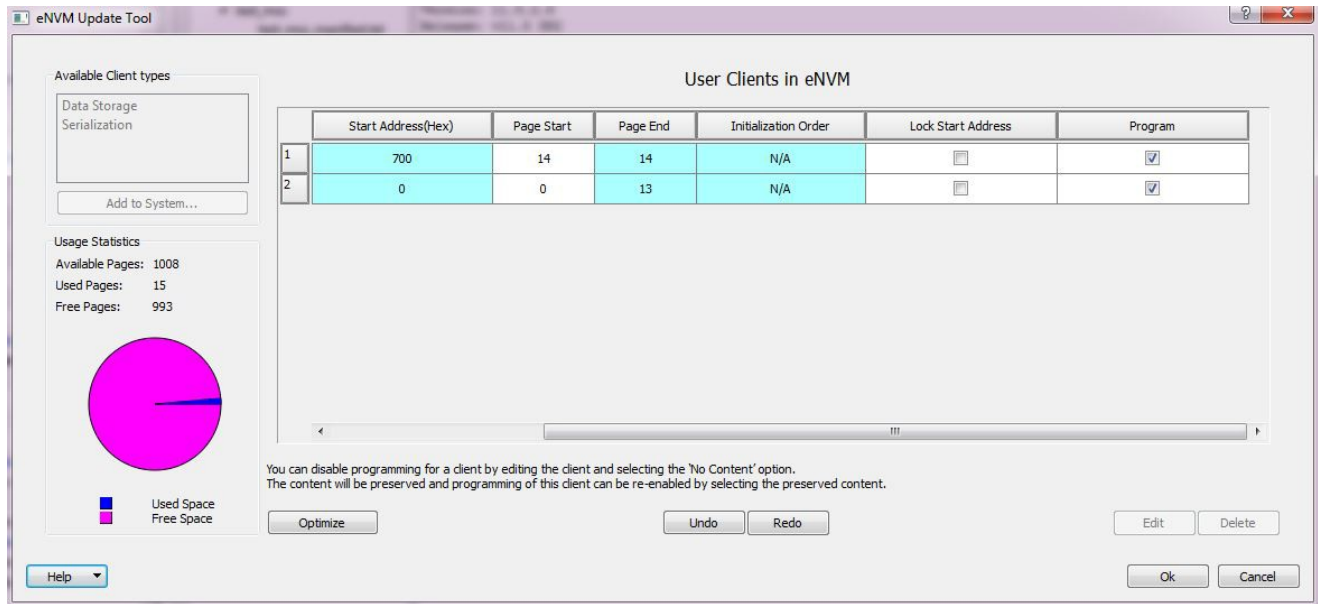 eNVM Update Tool
Available Client types
Data Storage
Serialization
Add to System...
Usage Statistics
Available Pages: 1008
Used Pages: 15
Free Pages: 993
Used Space
Free Space
User Clients in eNVM
Start Address(Hex) Page Start Page End Initialization Order Lock Start Address Program
1 700 14 14 N/A
2 0 0 13 N/A
You can disable programming for a client by editing the client and selecting the 'No Content' option.
The content will be preserved and programming of this client can be re-enabled by selecting the preserved content.
Optimize Undo Redo Edit Delete
Help Ok Cancel